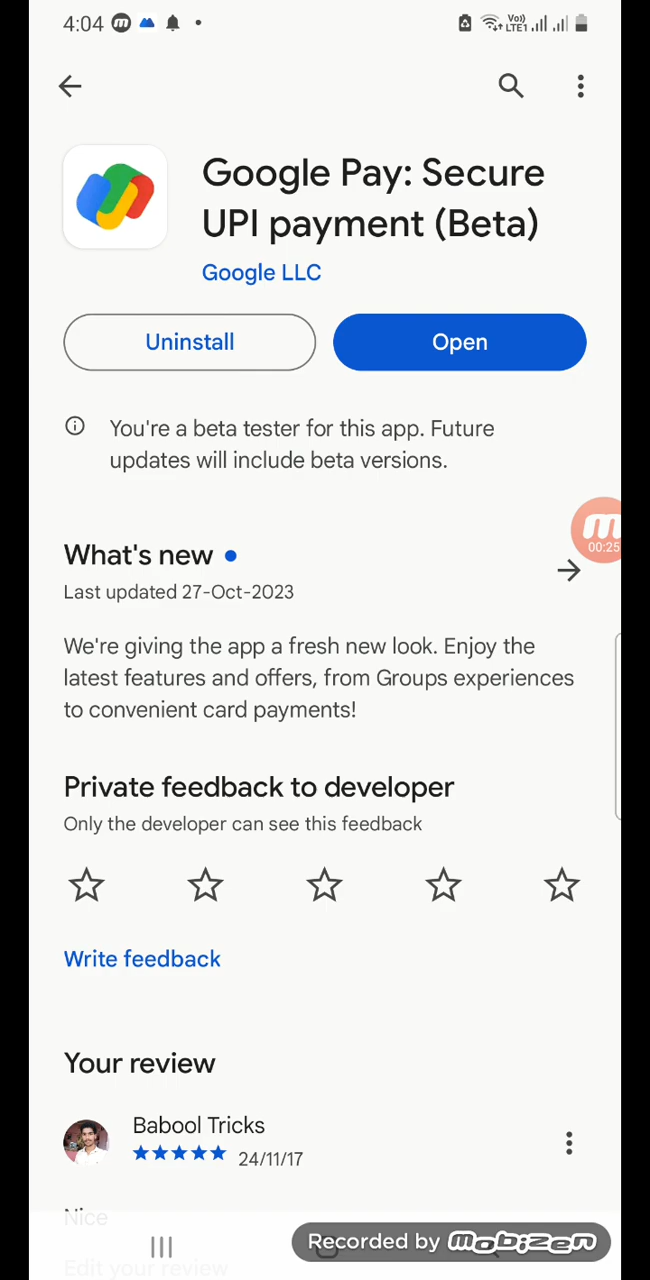 4:04
Vo)) LTE1
Google Pay: Secure
UPI payment (Beta)
Google LLC
Uninstall
Open
You're a beta tester for this app. Future
updates will include beta versions.
00:25
What's new
Last updated 27-Oct-2023
We're giving the app a fresh new look. Enjoy the
latest features and offers, from Groups experiences
to convenient card payments!
Private feedback to developer
Only the developer can see this feedback
Write feedback
Your review
Babool Tricks
24/11/17
Nice
Recorded by mobizen
Edit your review